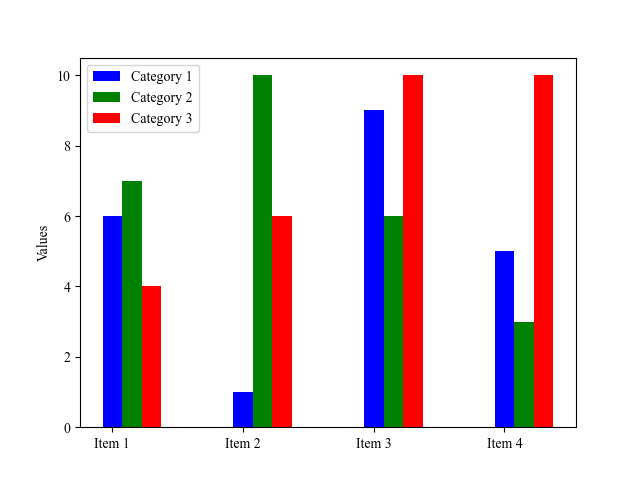 Category 1
Category 2
Category 3
Values
10
8
6
4
2
0
Item 1 Item 2 Item 3 Item 4